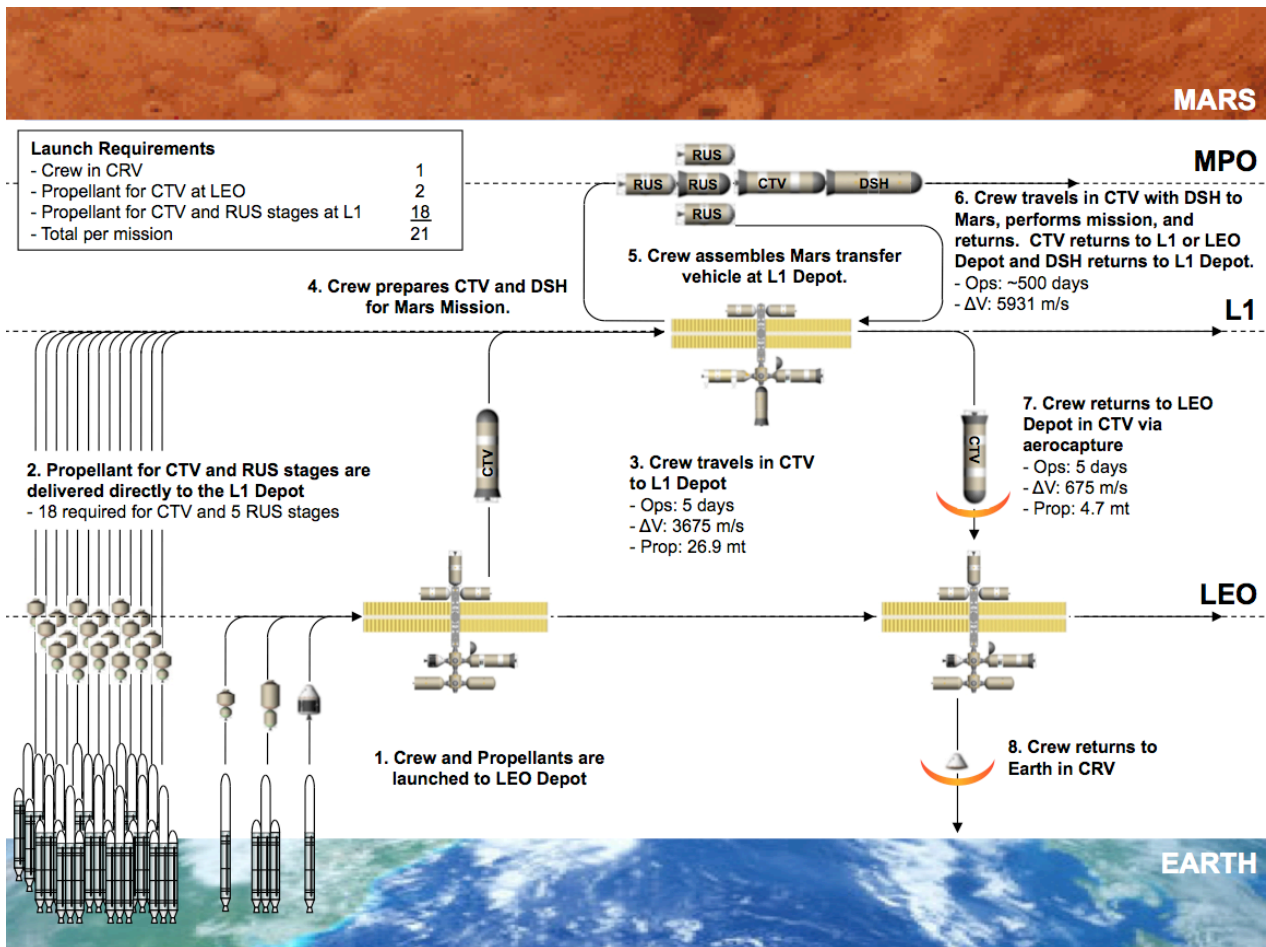 MARS
Launch Requirements
- Crew in CRV 1
- Propellant for CTV at LEO 2
- Propellant for CTV and RUS stages at L1 18
- Total per mission 21
RUS
RUS RUS CTV DSH
RUS
MPO
6. Crew travels in CTV with DSH to
Mars, performs mission, and
returns. CTV returns to L1 or LEO
Depot and DSH returns to L1 Depot.
- Ops: ~500 days
- ΔV: 5931 m/s
5. Crew assembles Mars transfer
vehicle at L1 Depot.
4. Crew prepares CTV and DSH
for Mars Mission.
L1
CTV
2. Propellant for CTV and RUS stages are
delivered directly to the L1 Depot
- 18 required for CTV and 5 RUS stages
3. Crew travels in CTV
to L1 Depot
- Ops: 5 days
- ΔV: 3675 m/s
- Prop: 26.9 mt
CTV
7. Crew returns to LEO
Depot in CTV via
aerocapture
- Ops: 5 days
- ΔV: 675 m/s
- Prop: 4.7 mt
LEO
1. Crew and Propellants are
launched to LEO Depot
8. Crew returns to
Earth in CRV
EARTH